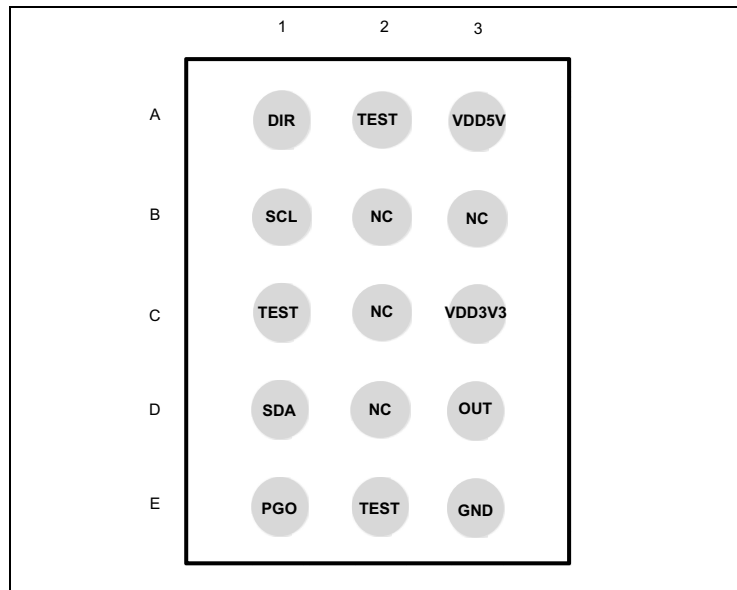 1 2 3
A DIR TEST VDD5V
B SCL NC NC
C TEST NC VDD3V3
D SDA NC OUT
E PGO TEST GND